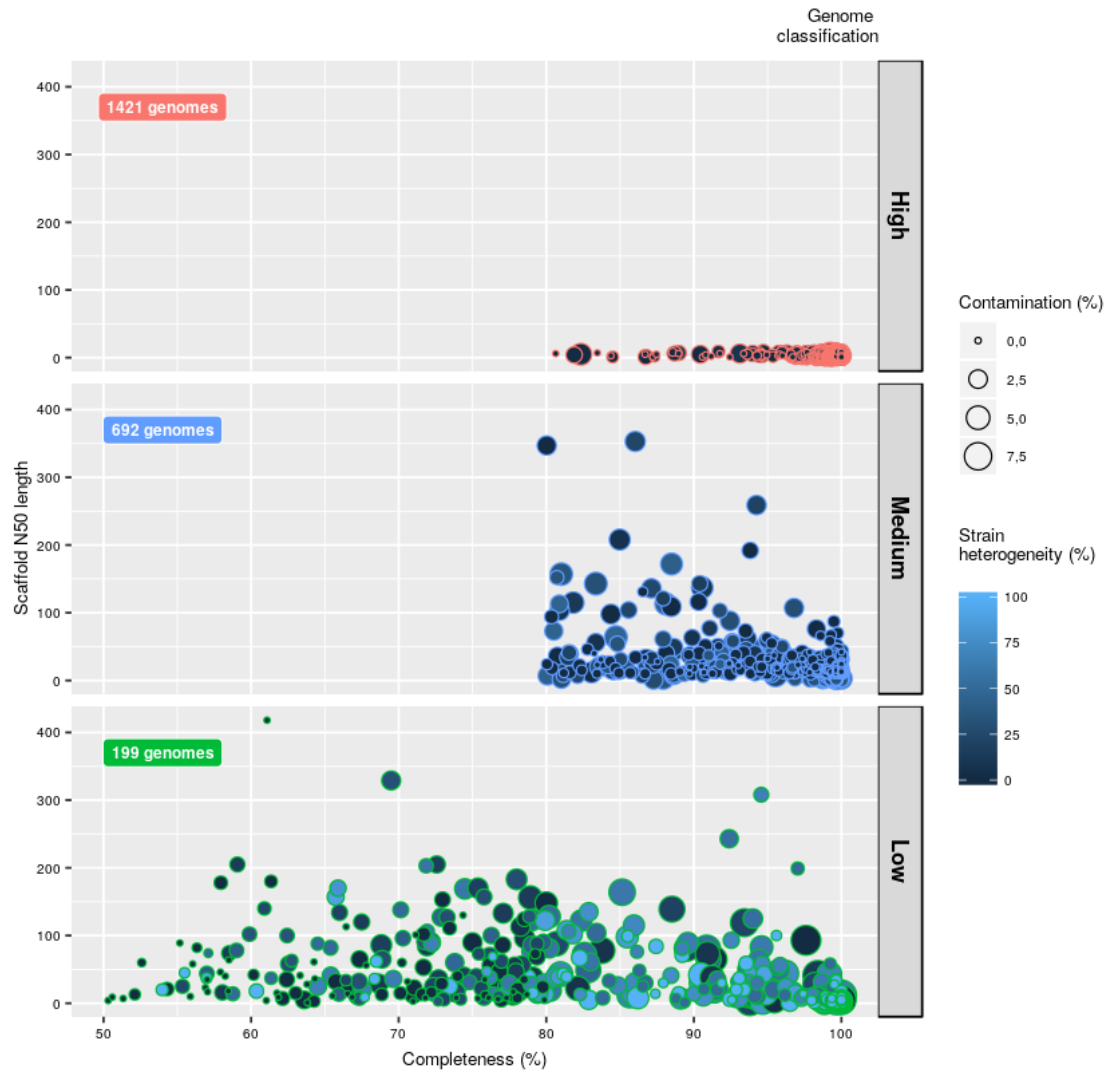 Genome
classification
400
300
200
100
0
1421 genomes
High
400
300
200
100
0
692 genomes
Medium
400
300
200
100
0
199 genomes
Low
50
60
70
80
90
100
Completeness (%)
Scaffold N50 length
Contamination (%)
0,0
2,5
5,0
7,5
Strain
heterogeneity (%)
100
75
50
25
0